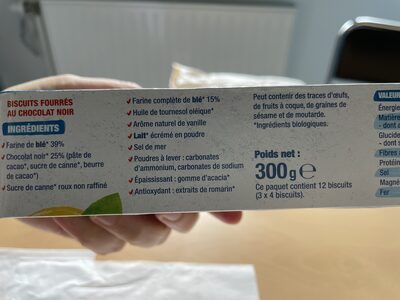 BISCUITS FOURRÉS
AU CHOCOLAT NOIR
INGRÉDIENTS
✓ Farine de blé* 39%
✓ Chocolat noir* 25% (pâte de
cacao*, sucre de canne*, beurre
de cacao*)
✓ Sucre de canne* roux non raffiné
✓ Farine complète de blé* 15%
✓ Huile de tournesol oléique*
✓ Arôme naturel de vanille
✓ Lait* écrémé en poudre
✓ Sel de mer
✓ Poudres à lever : carbonates
d'ammonium, carbonates de sodium
✓ Épaississant : gomme d'acacia*
✓ Antioxydant : extraits de romarin*
Peut contenir des traces d'œufs,
de fruits à coque, de graines de
sésame et de moutarde.
*Ingrédients biologiques.
Poids net :
300g ℮
Ce paquet contient 12 biscuits
(3 x 4 biscuits).
VALEUR
Énergie
Matière
- dont
Glucide
- dont s
Fibres
Protéin
Sel
Magnés
Fer